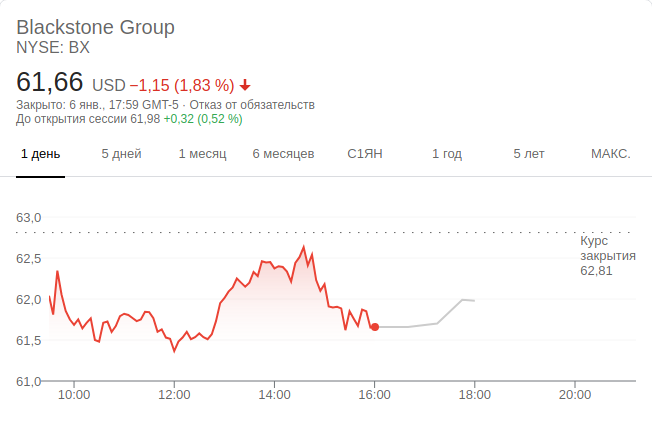 Blackstone Group
NYSE: BX
61,66 USD −1,15 (1,83 %)
Закрыто: 6 янв., 17:59 GMT-5 · Отказ от обязательств
До открытия сессии 61,98 +0,32 (0,52 %)
1 день 5 дней 1 месяц 6 месяцев С1ЯН 1 год 5 лет МАКС.
63,0
Курс
закрытия
62,81
62,5
62,0
61,5
61,0
10:00 12:00 14:00 16:00 18:00 20:00